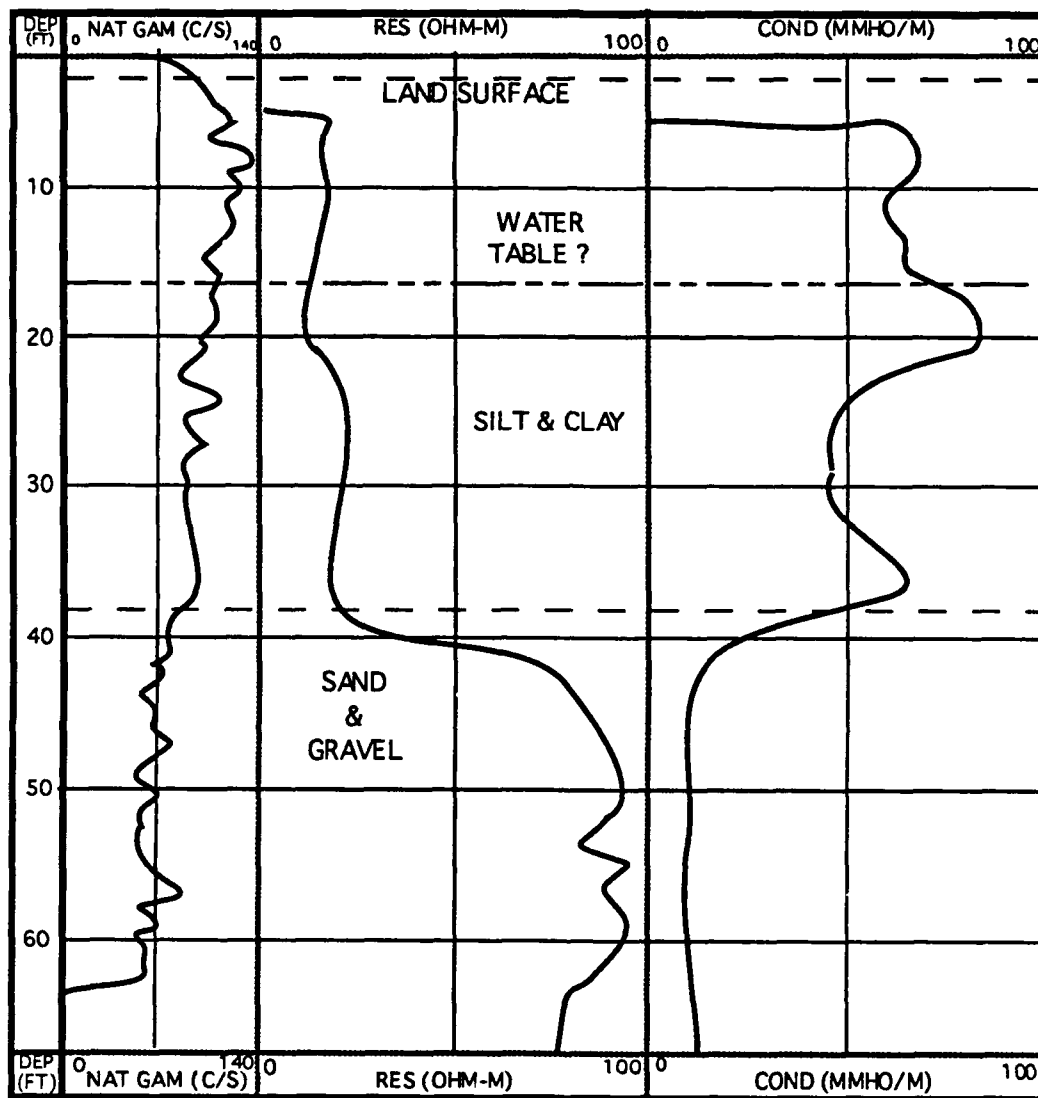 DEP (FT) 0 NAT GAM (C/S) 140 0 RES (OHM-M) 100 0 COND (MMHO/M) 100
LAND SURFACE
10
WATER
TABLE ?
20
SILT & CLAY
30
40
SAND
&
GRAVEL
50
60
DEP (FT) 0 NAT GAM (C/S) 140 0 RES (OHM-M) 100 0 COND (MMHO/M) 100